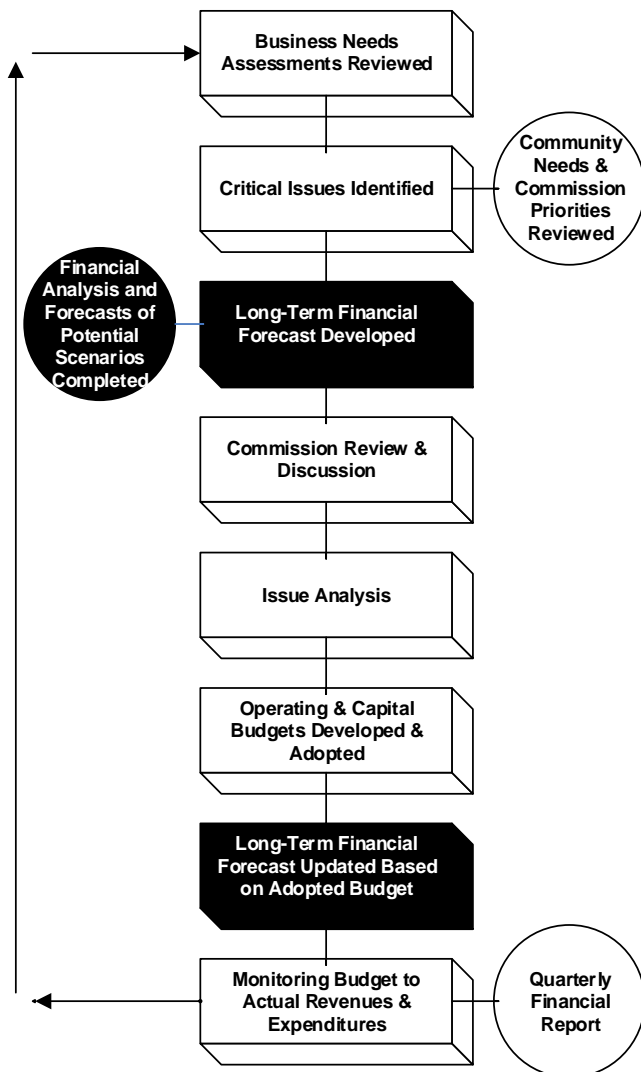 Business Needs
Assessments Reviewed
Critical Issues Identified
Community
Needs &
Commission
Priorities
Reviewed
Financial
Analysis and
Forecasts of
Potential
Scenarios
Completed
Long-Term Financial
Forecast Developed
Commission Review &
Discussion
Issue Analysis
Operating & Capital
Budgets Developed &
Adopted
Long-Term Financial
Forecast Updated Based
on Adopted Budget
Monitoring Budget to
Actual Revenues &
Expenditures
Quarterly
Financial
Report